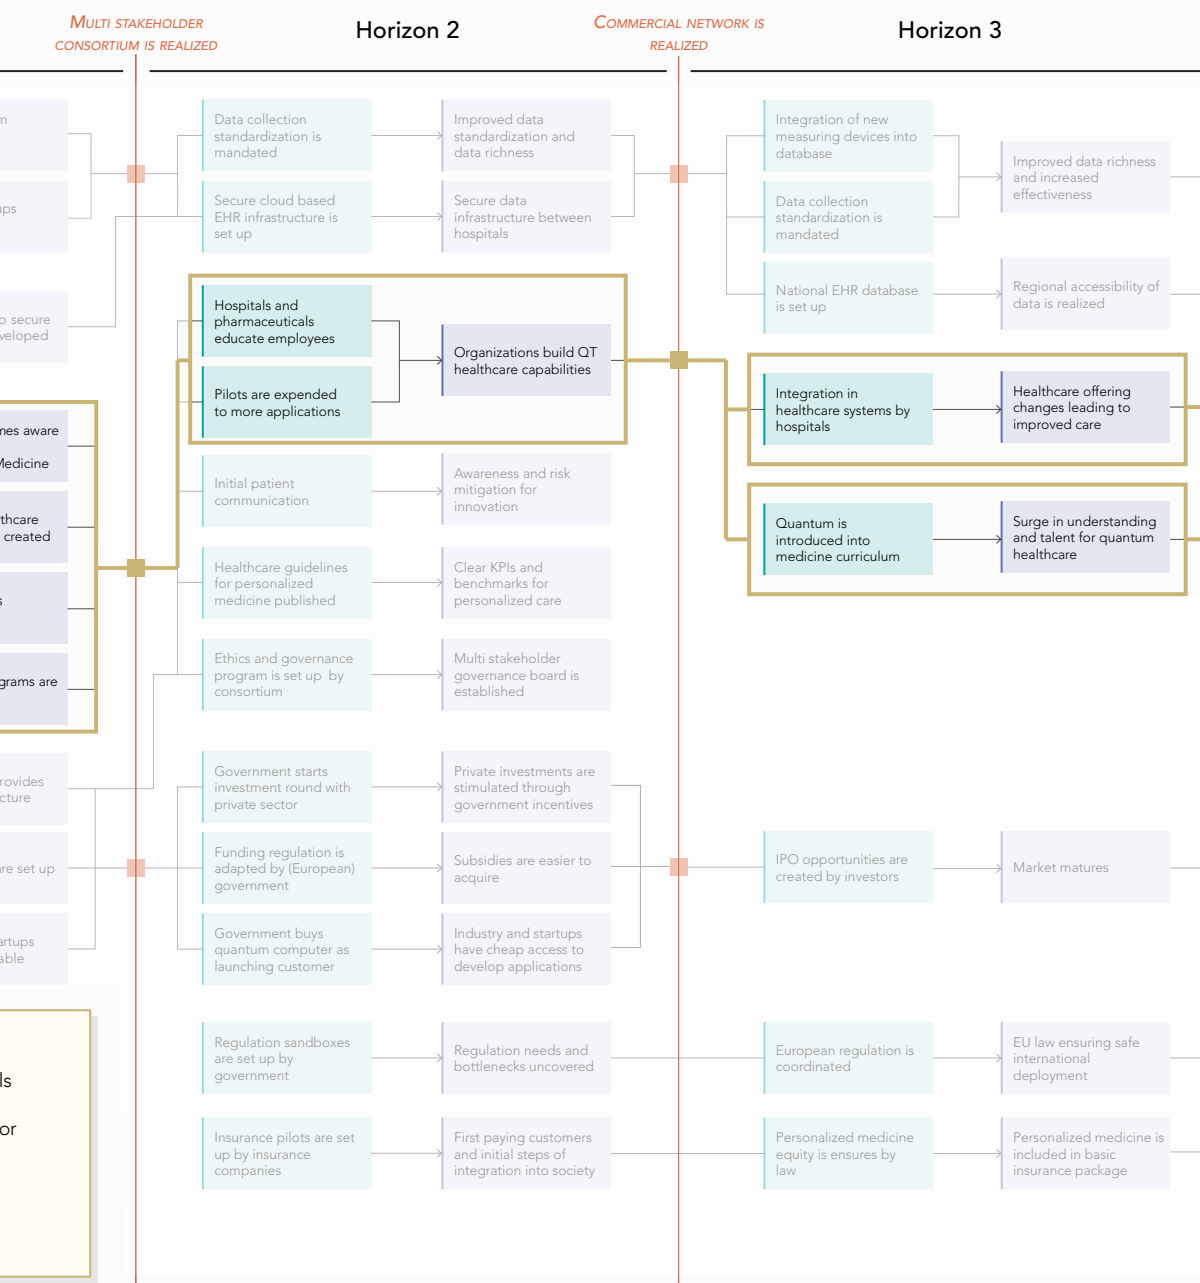 MULTI STAKEHOLDER
CONSORTIUM IS REALIZED
Horizon 2
COMMERCIAL NETWORK IS
REALIZED
Horizon 3
Data collection
standardization is
mandated
Improved data
standardization and
data richness
Integration of new
measuring devices into
database
Improved data richness
and increased
effectiveness
Secure cloud based
EHR infrastructure is
set up
Secure data
infrastructure between
hospitals
Data collection
standardization is
mandated
National EHR database
is set up
Regional accessibility of
data is realized
secure
Hospitals and
pharmaceuticals
educate employees
Pilots are expended
to more applications
Organizations build QT
healthcare capabilities
Integration in
healthcare systems by
hospitals
Healthcare offering
changes leading to
improved care
aware
Medicine
created
Initial patient
communication
Awareness and risk
mitigation for
innovation
Quantum is
introduced into
medicine curriculum
Surge in understanding
and talent for quantum
healthcare
Healthcare guidelines
for personalized
medicine published
Clear KPIs and
benchmarks for
personalized care
are
Ethics and governance
program is set up by
consortium
Multi stakeholder
governance board is
established
Government starts
investment round with
private sector
Private investments are
stimulated through
government incentives
set up
Funding regulation is
adapted by (European)
government
Subsidies are easier to
acquire
IPO opportunities are
created by investors
Market matures
Government buys
quantum computer as
launching customer
Industry and startups
have cheap access to
develop applications
Regulation sandboxes
are set up by
government
Regulation needs and
bottlenecks uncovered
European regulation is
coordinated
EU law ensuring safe
international
deployment
or
Insurance pilots are set
up by insurance
companies
First paying customers
and initial steps of
integration into society
Personalized medicine
equity is ensures by
law
Personalized medicine is
included in basic
insurance package